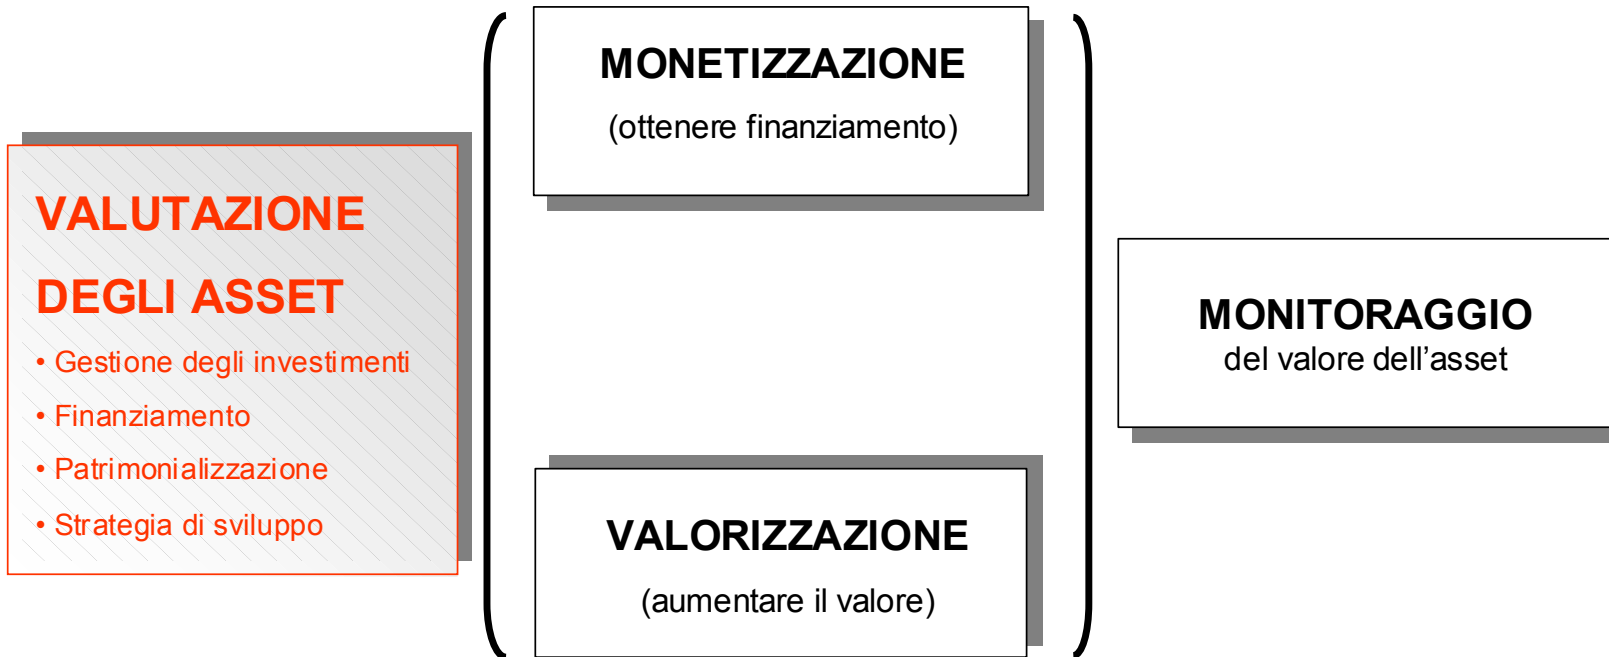 VALUTAZIONE
DEGLI ASSET
• Gestione degli investimenti
• Finanziamento
• Patrimonializzazione
• Strategia di sviluppo
MONETIZZAZIONE
(ottenere finanziamento)
VALORIZZAZIONE
(aumentare il valore)
MONITORAGGIO
del valore dell’asset